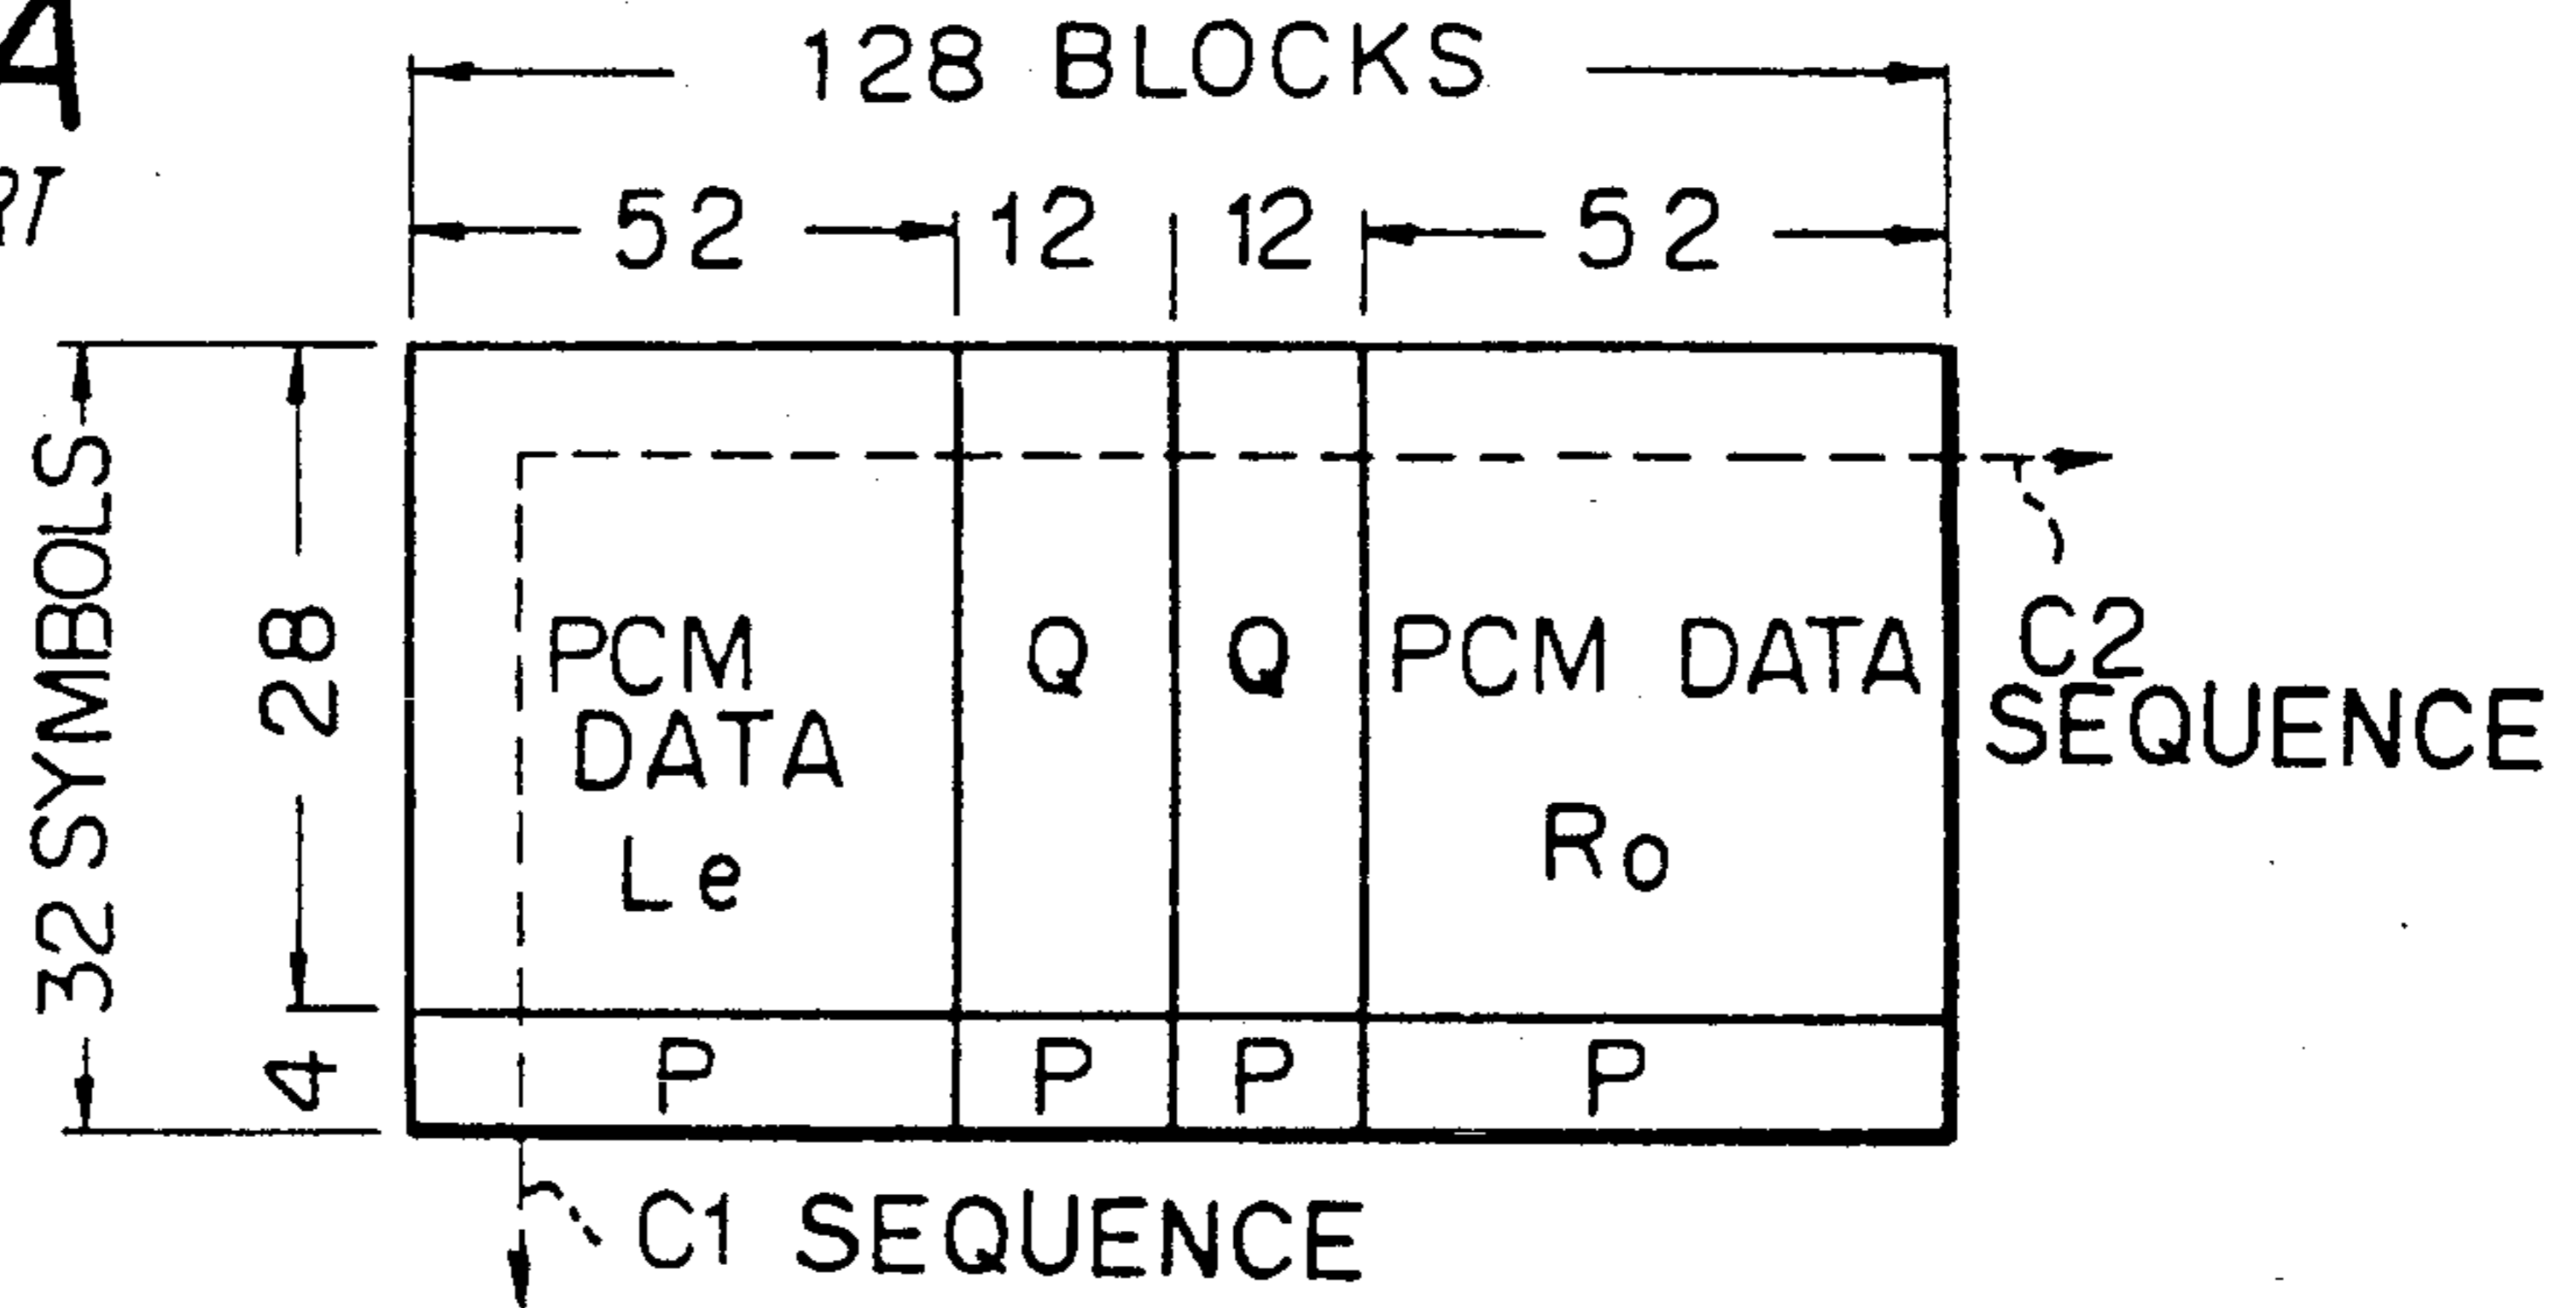 A
RT
128 BLOCKS
52 12 12 52
32 SYMBOLS
28
4
PCM DATA Le
Q
Q
PCM DATA Ro
P P P P
C2 SEQUENCE
C1 SEQUENCE